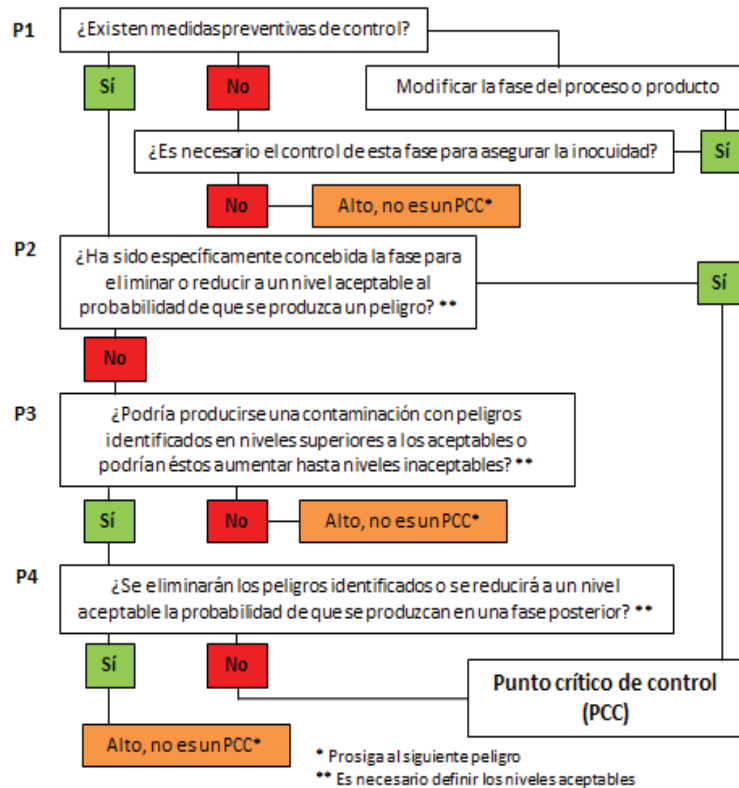 P1
¿Existen medidas preventivas de control?
Sí
No
Modificar la fase del proceso o producto
¿Es necesario el control de esta fase para asegurar la inocuidad?
Sí
No
Alto, no es un PCC*
P2
¿Ha sido específicamente concebida la fase para
eliminar o reducir a un nivel aceptable al
probabilidad de que se produzca un peligro? **
Sí
No
P3
¿Podría producirse una contaminación con peligros
identificados en niveles superiores a los aceptables o
podrían éstos aumentar hasta niveles inaceptables? **
Sí
No
Alto, no es un PCC*
P4
¿Se eliminarán los peligros identificados o se reducirá a un nivel
aceptable la probabilidad de que se produzcan en una fase posterior? **
Sí
No
Punto crítico de control
(PCC)
Alto, no es un PCC*
* Prosiga al siguiente peligro
** Es necesario definir los niveles aceptables